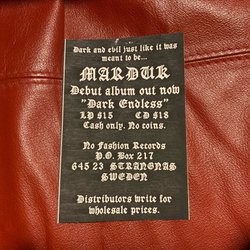 Dark and evil just like it was
meant to be...
MARDUK
Debut album out now
"Dark Endless"
LP $15 CD $18
Cash only. No coins.
No Fashion Records
P.O. Box 217
645 23 STRANGNAS
SWEDEN
Distributors write for
wholesale prices.